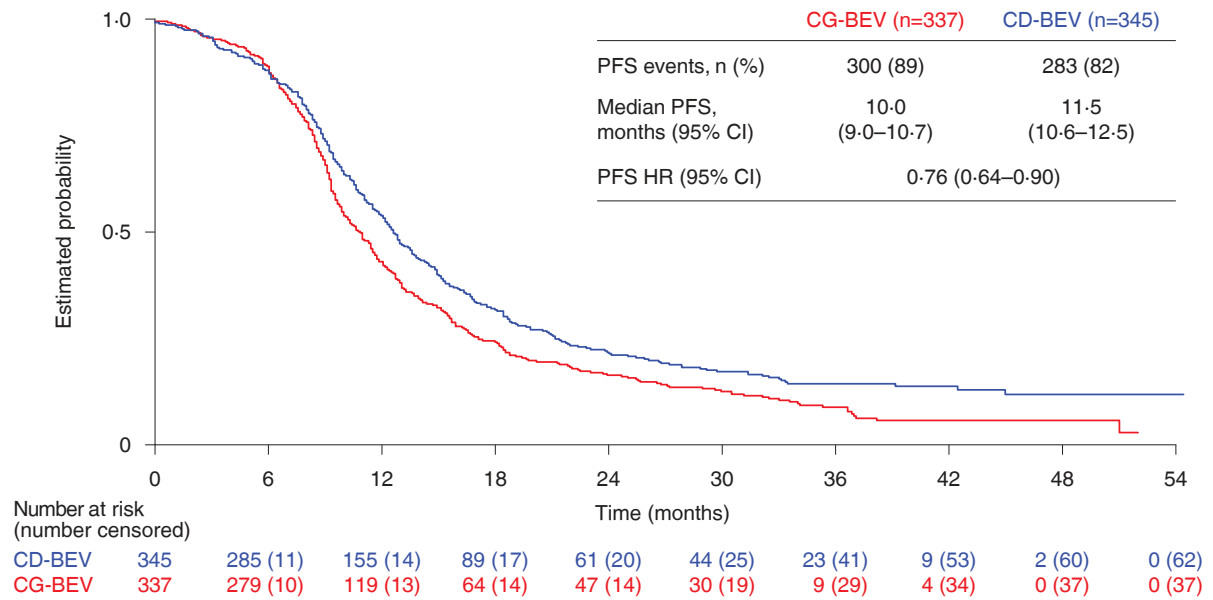 CG-BEV (n=337) CD-BEV (n=345)
PFS events, n (%) 300 (89) 283 (82)
Median PFS, 10·0 11·5
months (95% CI) (9·0–10·7) (10·6–12·5)
PFS HR (95% CI) 0·76 (0·64–0·90)
Estimated probability
1.0
0·5
0
0 6 12 18 24 30 36 42 48 54
Time (months)
Number at risk
(number censored)
CD-BEV 345 285 (11) 155 (14) 89 (17) 61 (20) 44 (25) 23 (41) 9 (53) 2 (60) 0 (62)
CG-BEV 337 279 (10) 119 (13) 64 (14) 47 (14) 30 (19) 9 (29) 4 (34) 0 (37) 0 (37)